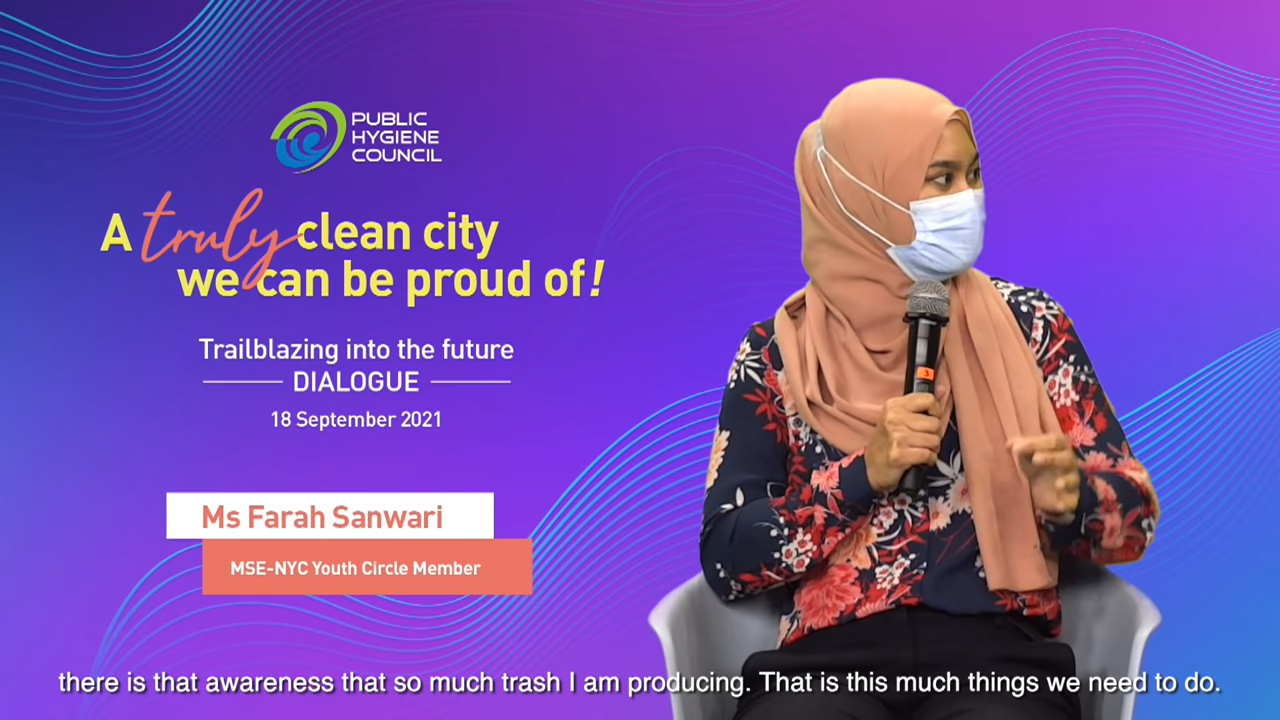 PUBLIC
HYGIENE
COUNCIL
A truly clean city
we can be proud of!
Trailblazing into the future
DIALOGUE
18 September 2021
Ms Farah Sanwari
MSE-NYC Youth Circle Member
3
there is that awareness that so much trash I am producing. That is this much things we need to do.